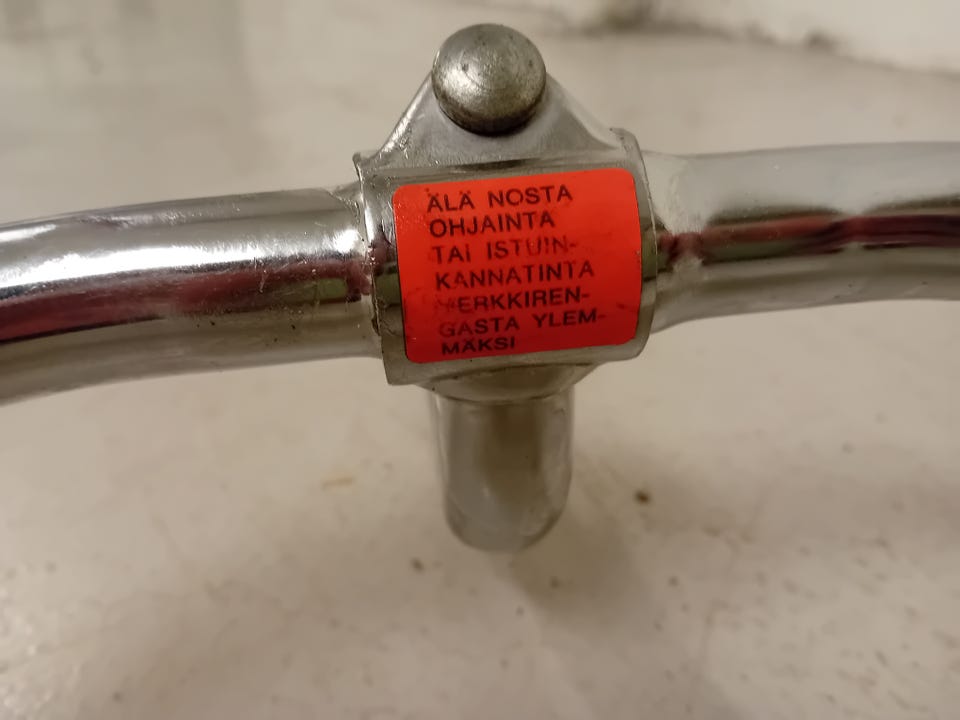 ÄLÄ NOSTA
OHJAINTA
TAI ISTUIN-
KANNATINTA
MERKKIREN-
GASTA YLEM-
MÄKSI